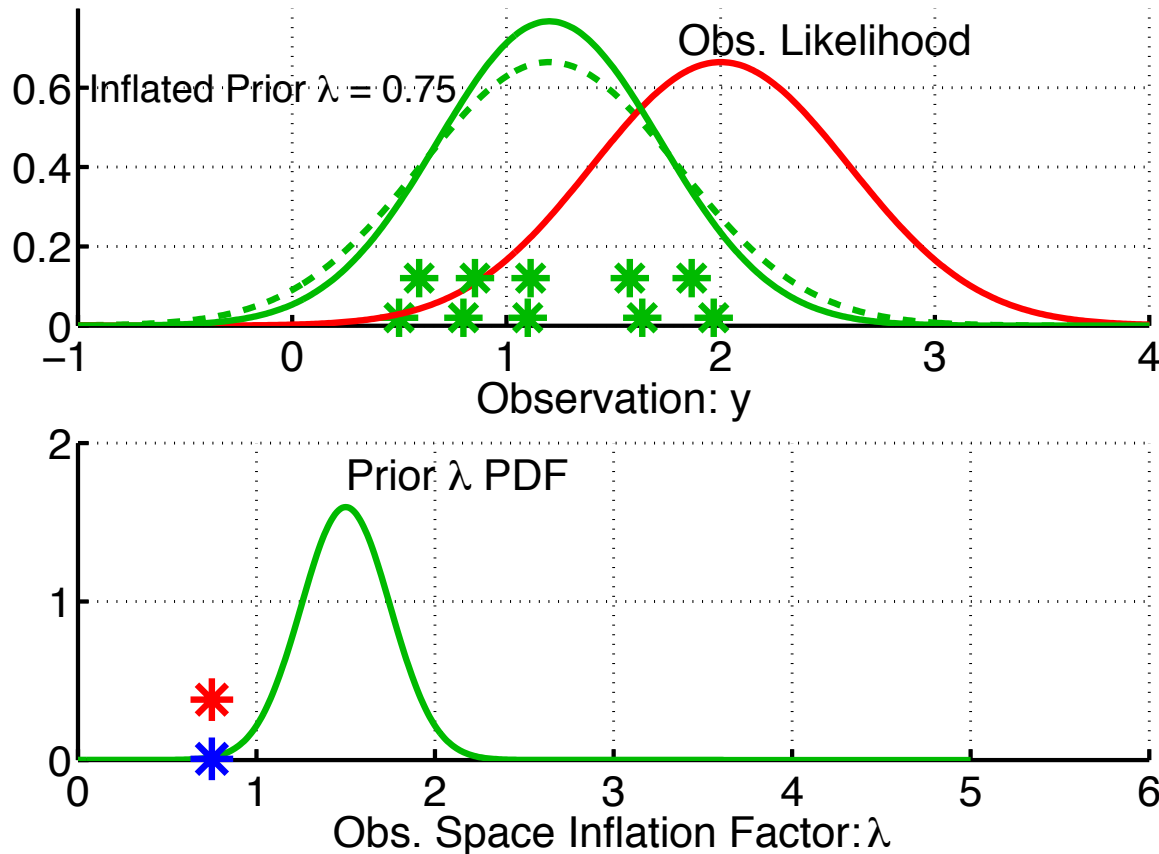 Obs. Likelihood
Inflated Prior λ = 0.75
0.6
0.4
0.2
0
−1 0 1 2 3 4
Observation: y
2
Prior λ PDF
1
0
0 1 2 3 4 5 6
Obs. Space Inflation Factor: λ